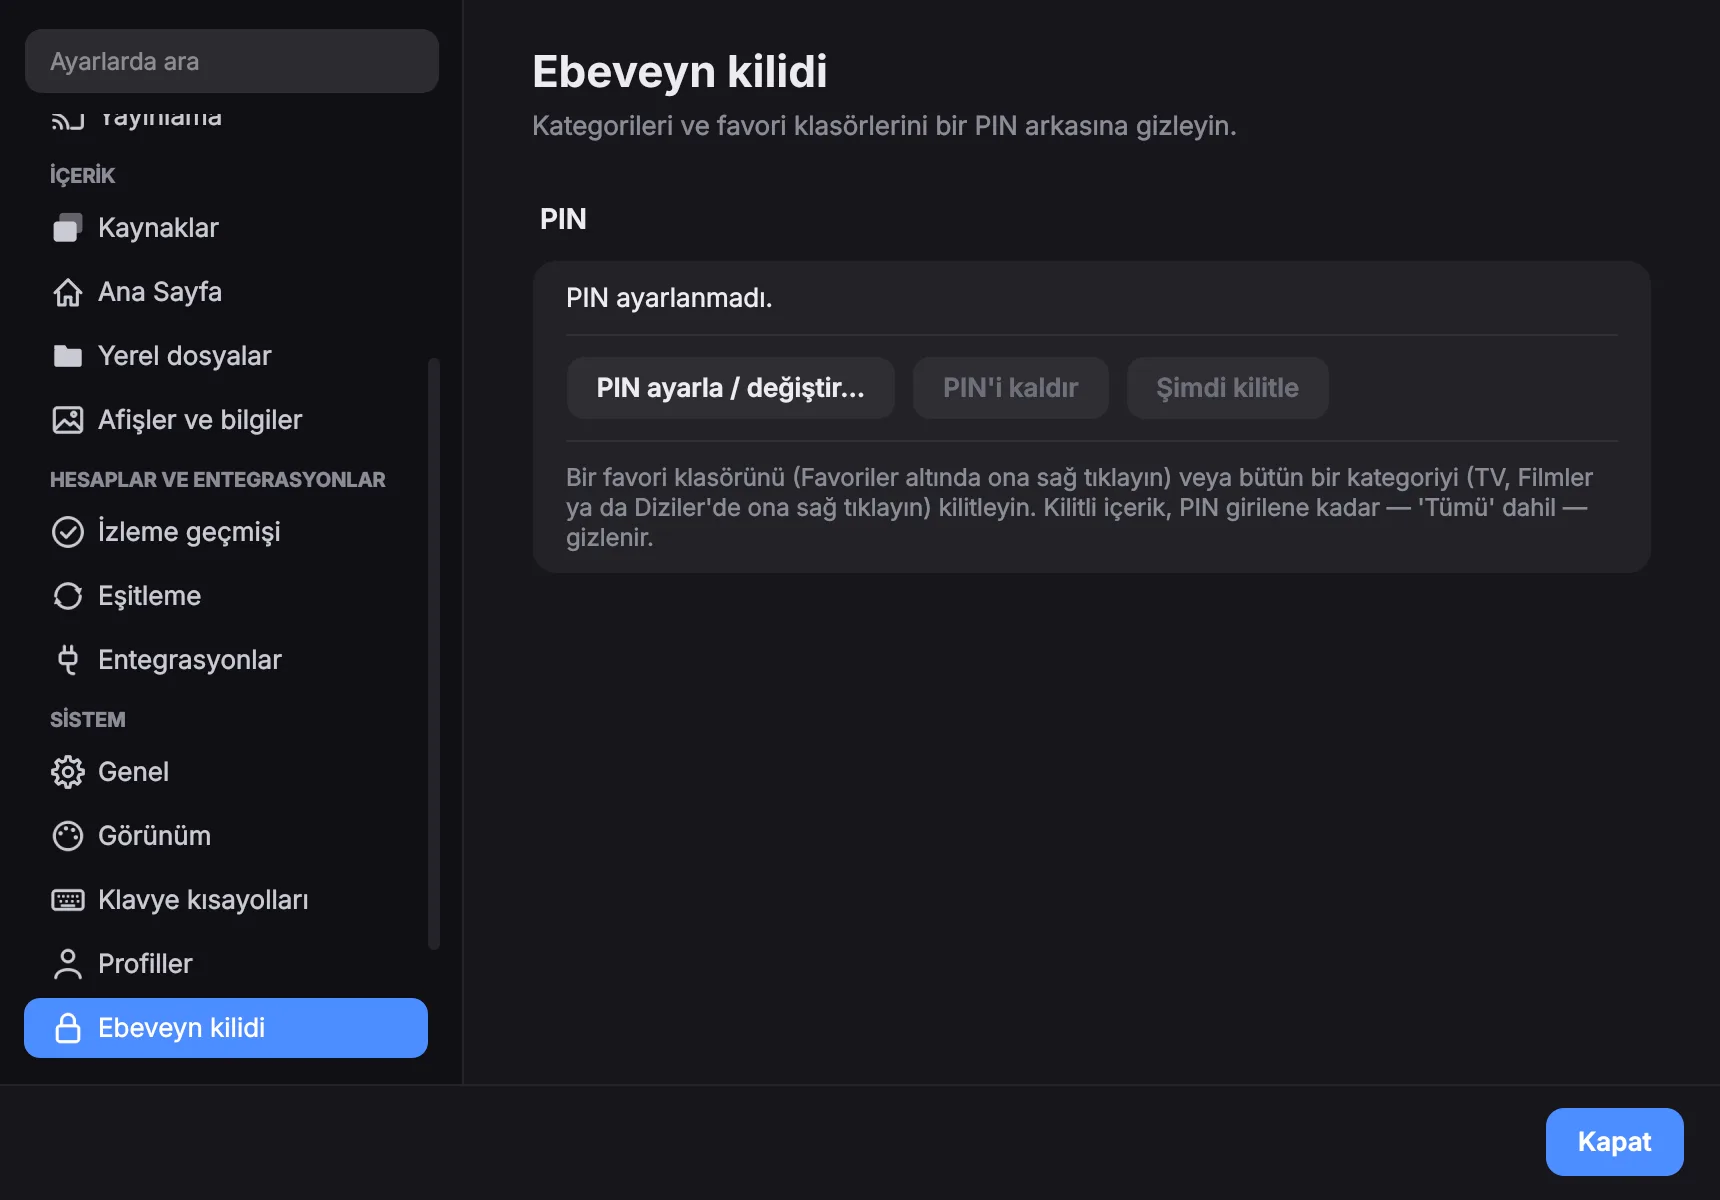 Ayarlarda ara
Yayınlama
İÇERİK
Kaynaklar
Ana Sayfa
Yerel dosyalar
Afişler ve bilgiler
HESAPLAR VE ENTEGRASYONLAR
İzleme geçmişi
Eşitleme
Entegrasyonlar
SİSTEM
Genel
Görünüm
Klavye kısayolları
Profiller
Ebeveyn kilidi
Ebeveyn kilidi
Kategorileri ve favori klasörlerini bir PIN arkasına gizleyin.
PIN
PIN ayarlanmadı.
PIN ayarla / değiştir...
PIN'i kaldır
Şimdi kilitle
Bir favori klasörünü (Favoriler altında ona sağ tıklayın) veya bütün bir kategoriyi (TV, Filmler
ya da Diziler'de ona sağ tıklayın) kilitleyin. Kilitli içerik, PIN girilene kadar — 'Tümü' dahil —
gizlenir.
Kapat